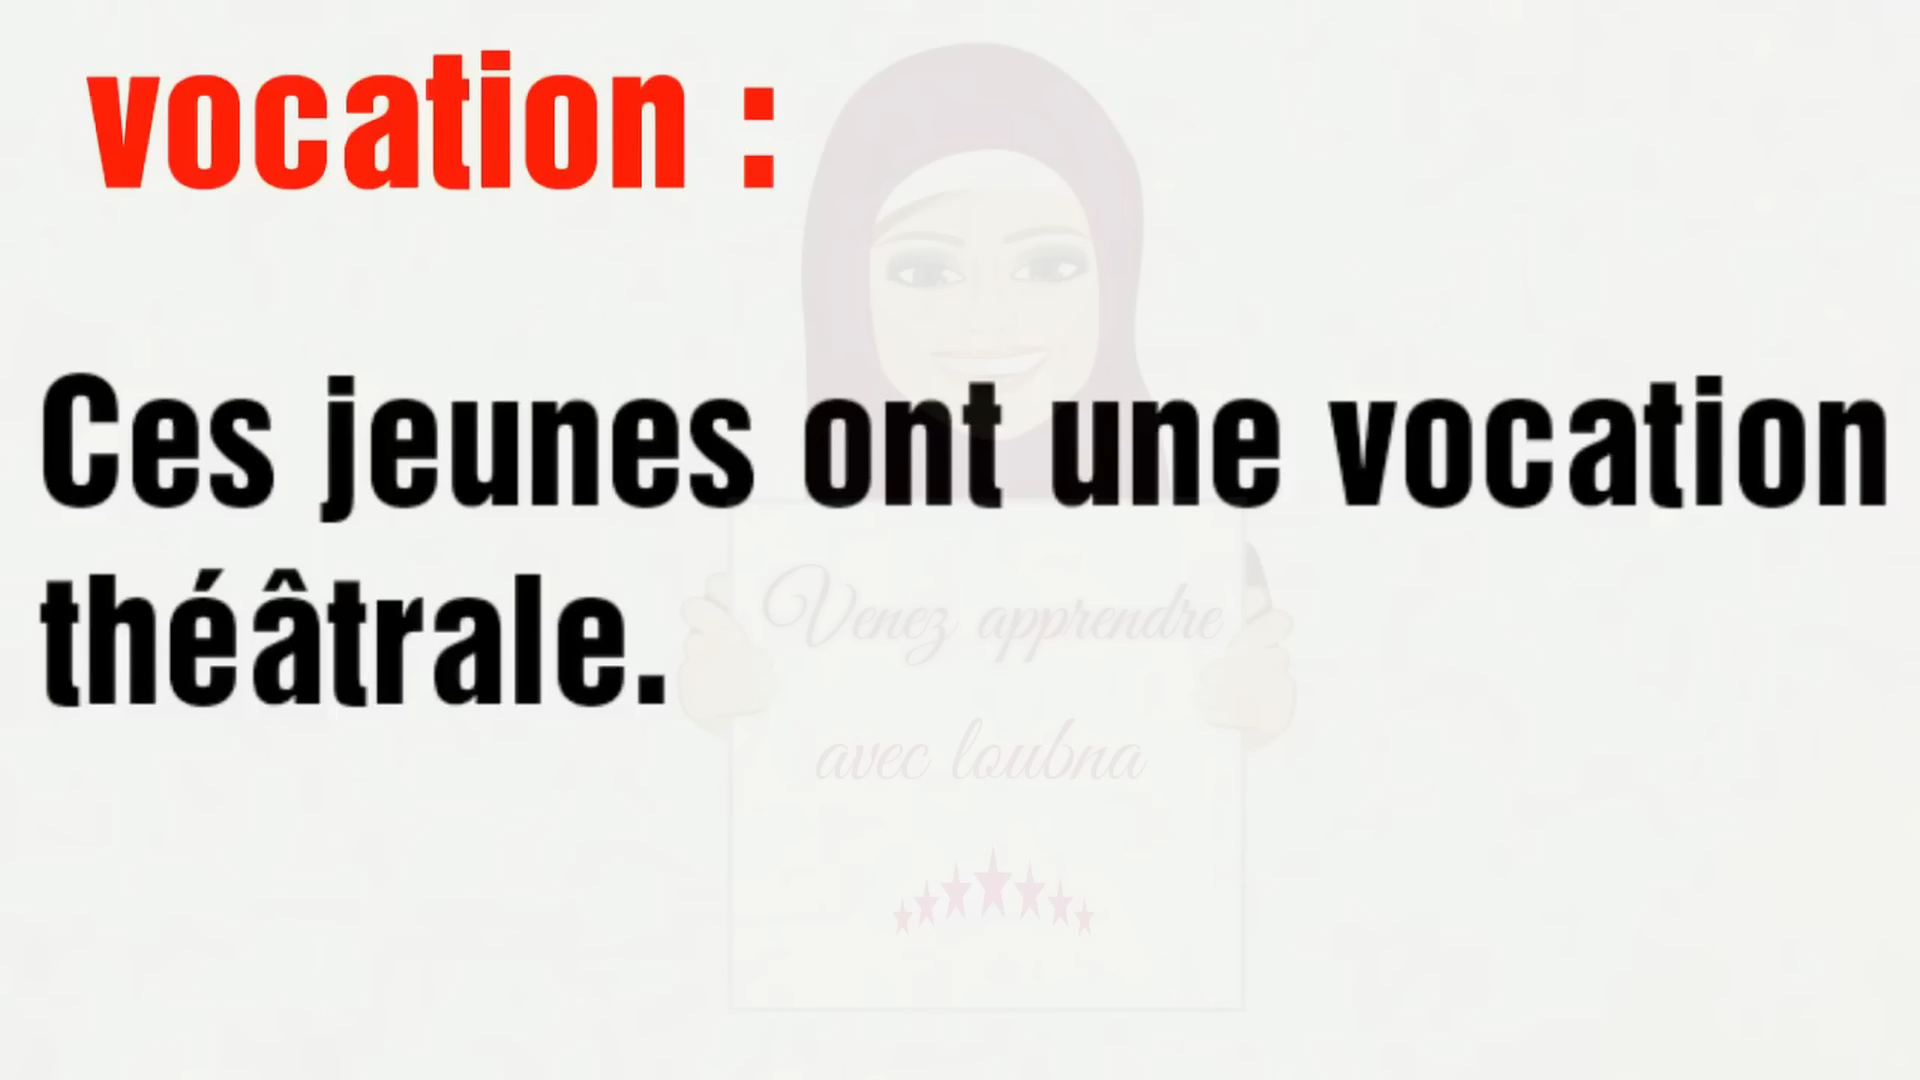 vocation :
Ces jeunes ont une vocation
théâtrale.
Venez apprendre
avec loubna